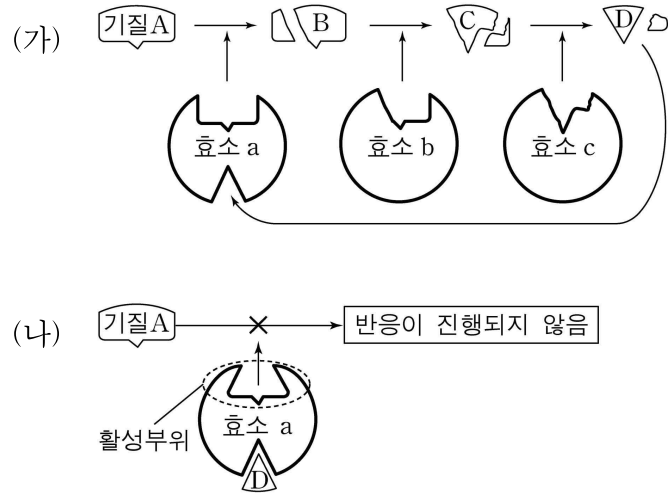 (가) 기질A B C D
효소 a 효소 b 효소 c
(나) 기질A 반응이 진행되지 않음
효소 a
활성부위
D